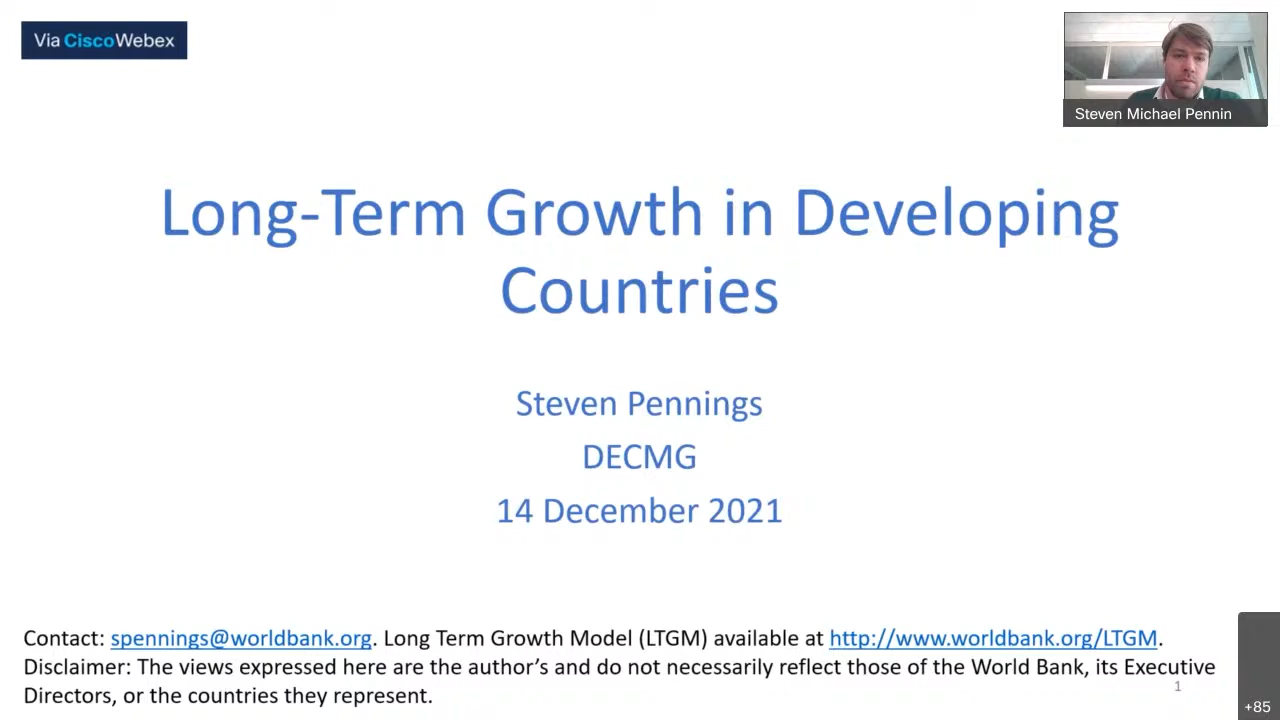 Via Cisco Webex
Steven Michael Pennin
Long-Term Growth in Developing
Countries
Steven Pennings
DECMG
14 December 2021
Contact: spennings@worldbank.org. Long Term Growth Model (LTGM) available at http://www.worldbank.org/LTGM.
Disclaimer: The views expressed here are the author's and do not necessarily reflect those of the World Bank, its Executive
Directors, or the countries they represent.
1
+85